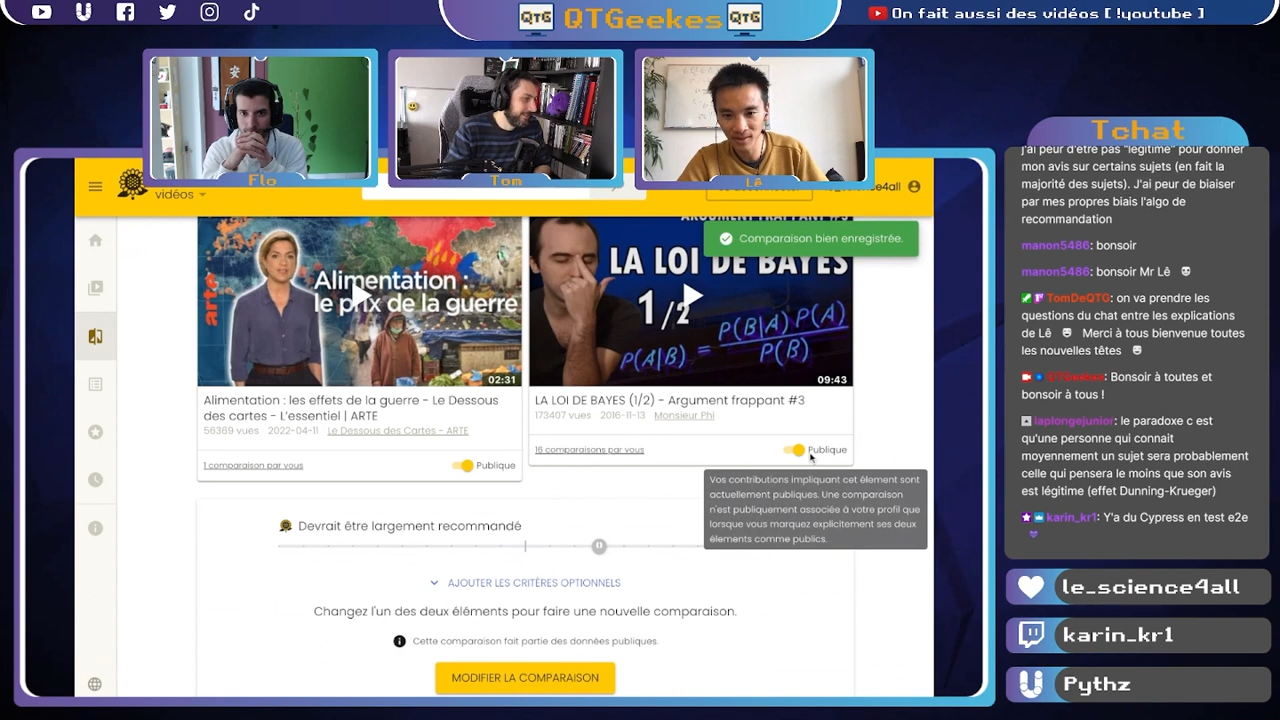 QTG QTGeekes QTG
On fait aussi des vidéos [ !youtube ]
Flo
Tom
Lê
vidéos
Comparaison bien enregistrée.
arte
Alimentation :
le prix de la guerre
02:31
LA LOI DE BAYES
1/2
P(A|B) = P(B|A) P(A)
P(B)
09:43
Alimentation : les effets de la guerre - Le Dessous
des cartes - L'essentiel | ARTE
56369 vues 2022-04-11 Le Dessous des Cartes - ARTE
1 comparaison par vous
Publique
LA LOI DE BAYES (1/2) - Argument frappant #3
173407 vues 2016-11-13 Monsieur Phi
16 comparaisons par vous
Publique
Vos contributions impliquant cet élement sont
actuellement publiques. Une comparaison
n'est publiquement associée à votre profil que
lorsque vous marquez explicitement ses deux
élements comme publics.
Devrait être largement recommandé
AJOUTER LES CRITÈRES OPTIONNELS
Changez l'un des deux éléments pour faire une nouvelle comparaison.
Cette comparaison fait partie des données publiques.
MODIFIER LA COMPARAISON
Tchat
j'ai peur d'etre pas "legitime" pour donner
mon avis sur certains sujets (en fait la
majorité des sujets). J'ai peur de biaiser
par mes propres biais l'algo de
recommandation
manon5486: bonsoir
manon5486: bonsoir Mr Lê
TomDeQTG: on va prendre les
questions du chat entre les explications
de Lê Merci à tous bienvenue toutes
les nouvelles têtes
QTGeekes: Bonsoir à toutes et
bonsoir à tous !
laplongejunior: le paradoxe c est
qu'une personne qui connait
moyennement un sujet sera probablement
celle qui pensera le moins que son avis
est légitime (effet Dunning-Krueger)
karin_kr1: Y'a du Cypress en test e2e
le_science4all
karin_kr1
Pythz